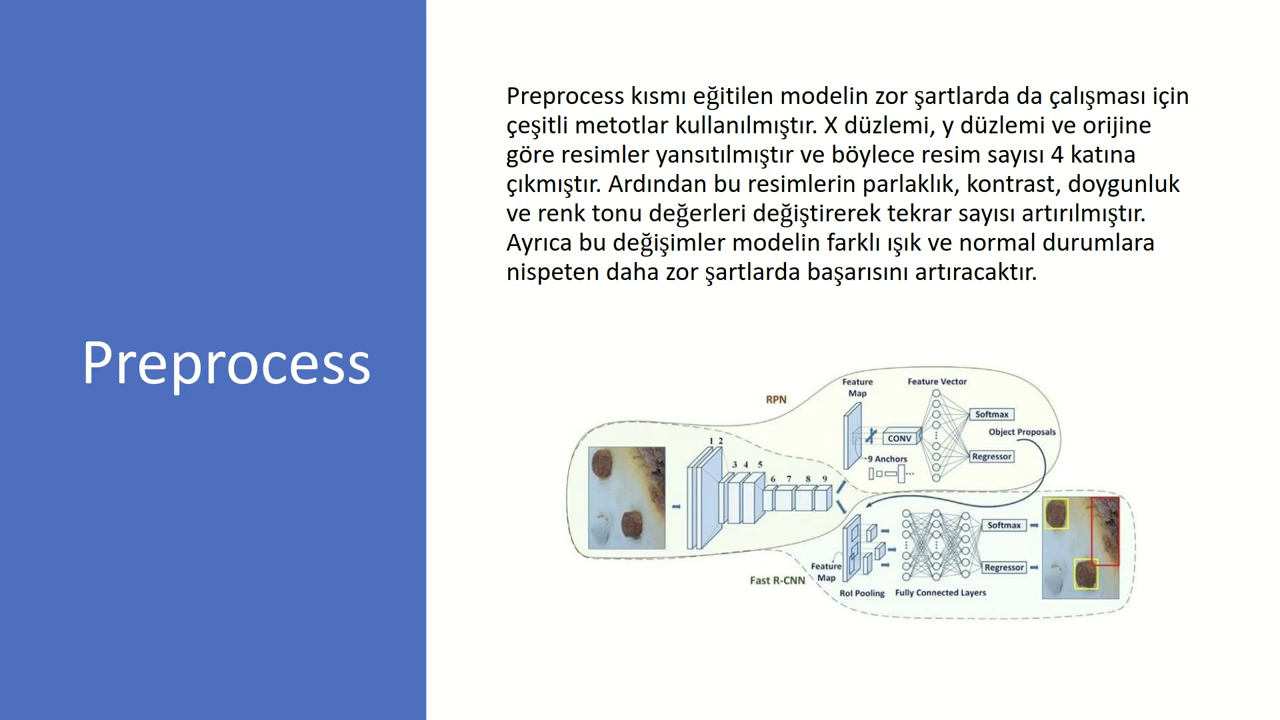 Preprocess
Preprocess kısmı eğitilen modelin zor şartlarda da çalışması için
çeşitli metotlar kullanılmıştır. X düzlemi, y düzlemi ve orijine
göre resimler yansıtılmıştır ve böylece resim sayısı 4 katına
çıkmıştır. Ardından bu resimlerin parlaklık, kontrast, doygunluk
ve renk tonu değerleri değiştirerek tekrar sayısı artırılmıştır.
Ayrıca bu değişimler modelin farklı ışık ve normal durumlara
nispeten daha zor şartlarda başarısını artıracaktır.
RPN
Feature
Map
Feature Vector
CONV
Softmax
Object Proposals
Regressor
9 Anchors
1 2
3 4 5
6 7 8 9
Fast R-CNN
Feature
Map
RoI Pooling
Fully Connected Layers
Softmax
Regressor